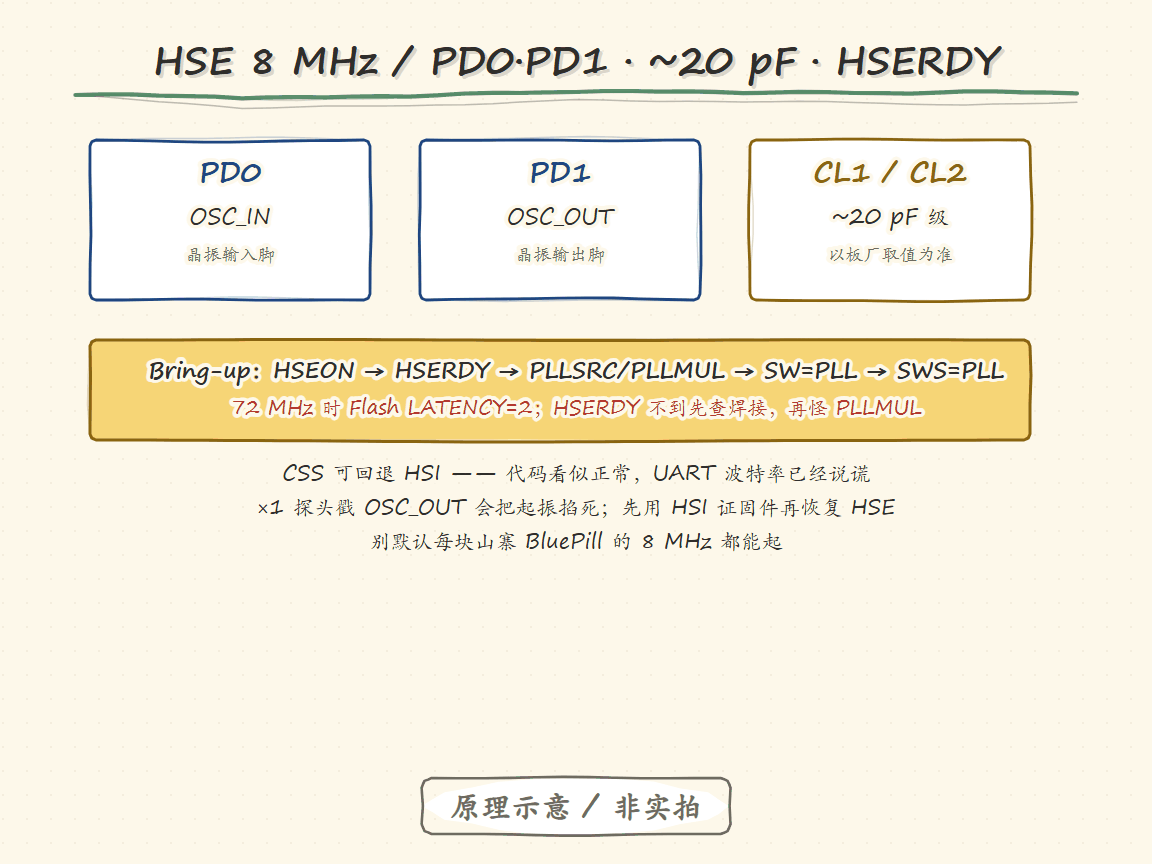 HSE 8 MHz / PD0·PD1 · ~20 pF · HSERDY
PD0
OSC_IN
晶振输入脚
PD1
OSC_OUT
晶振输出脚
CL1 / CL2
~20 pF 级
以板厂取值为准
Bring-up: HSEON → HSERDY → PLLSRC/PLLMUL → SW=PLL → SWS=PLL
72 MHz 时 Flash LATENCY=2；HSERDY 不到先查焊接，再怪 PLLMUL
CSS 可回退 HSI —— 代码看似正常，UART 波特率已经说谎
×1 探头戳 OSC_OUT 会把起振掐死；先用 HSI 证固件再恢复 HSE
别默认每块山寨 BluePill 的 8 MHz 都能起
原理示意 / 非实拍